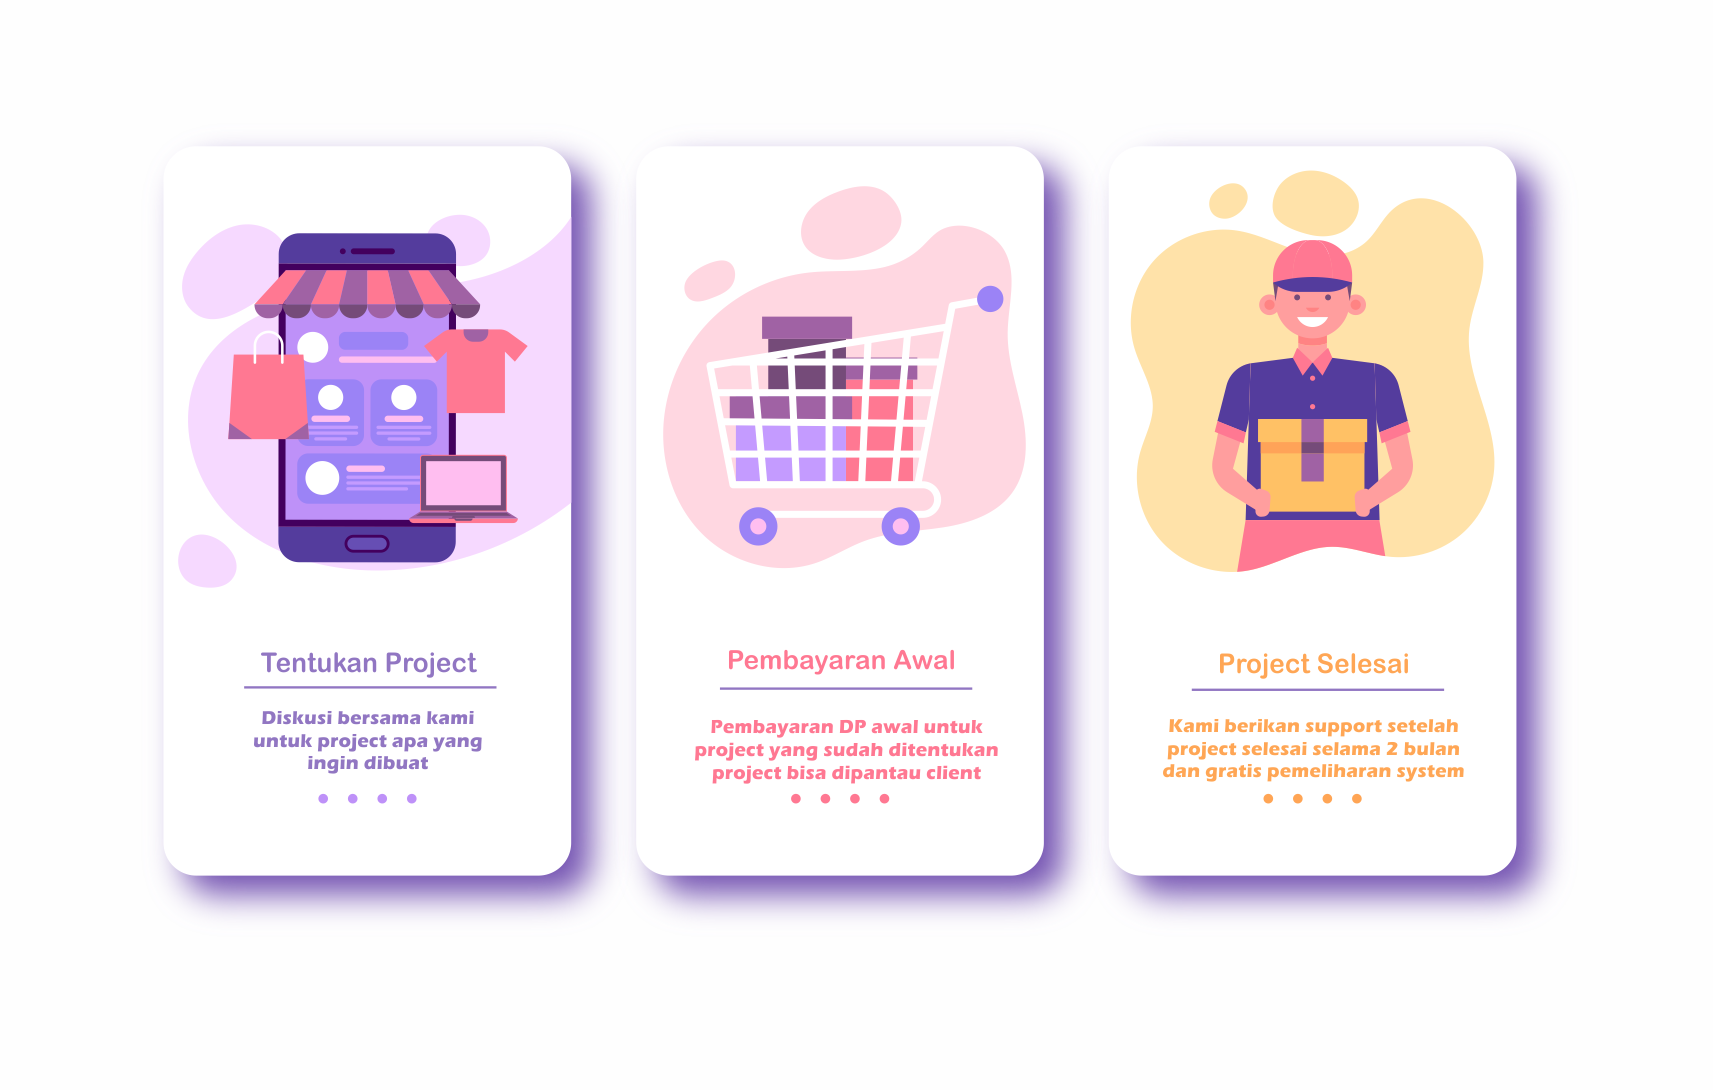 Tentukan Project
Diskusi bersama kami
untuk project apa yang
ingin dibuat
Pembayaran Awal
Pembayaran DP awal untuk
project yang sudah ditentukan
project bisa dipantau client
Project Selesai
Kami berikan support setelah
project selesai selama 2 bulan
dan gratis pemeliharan system